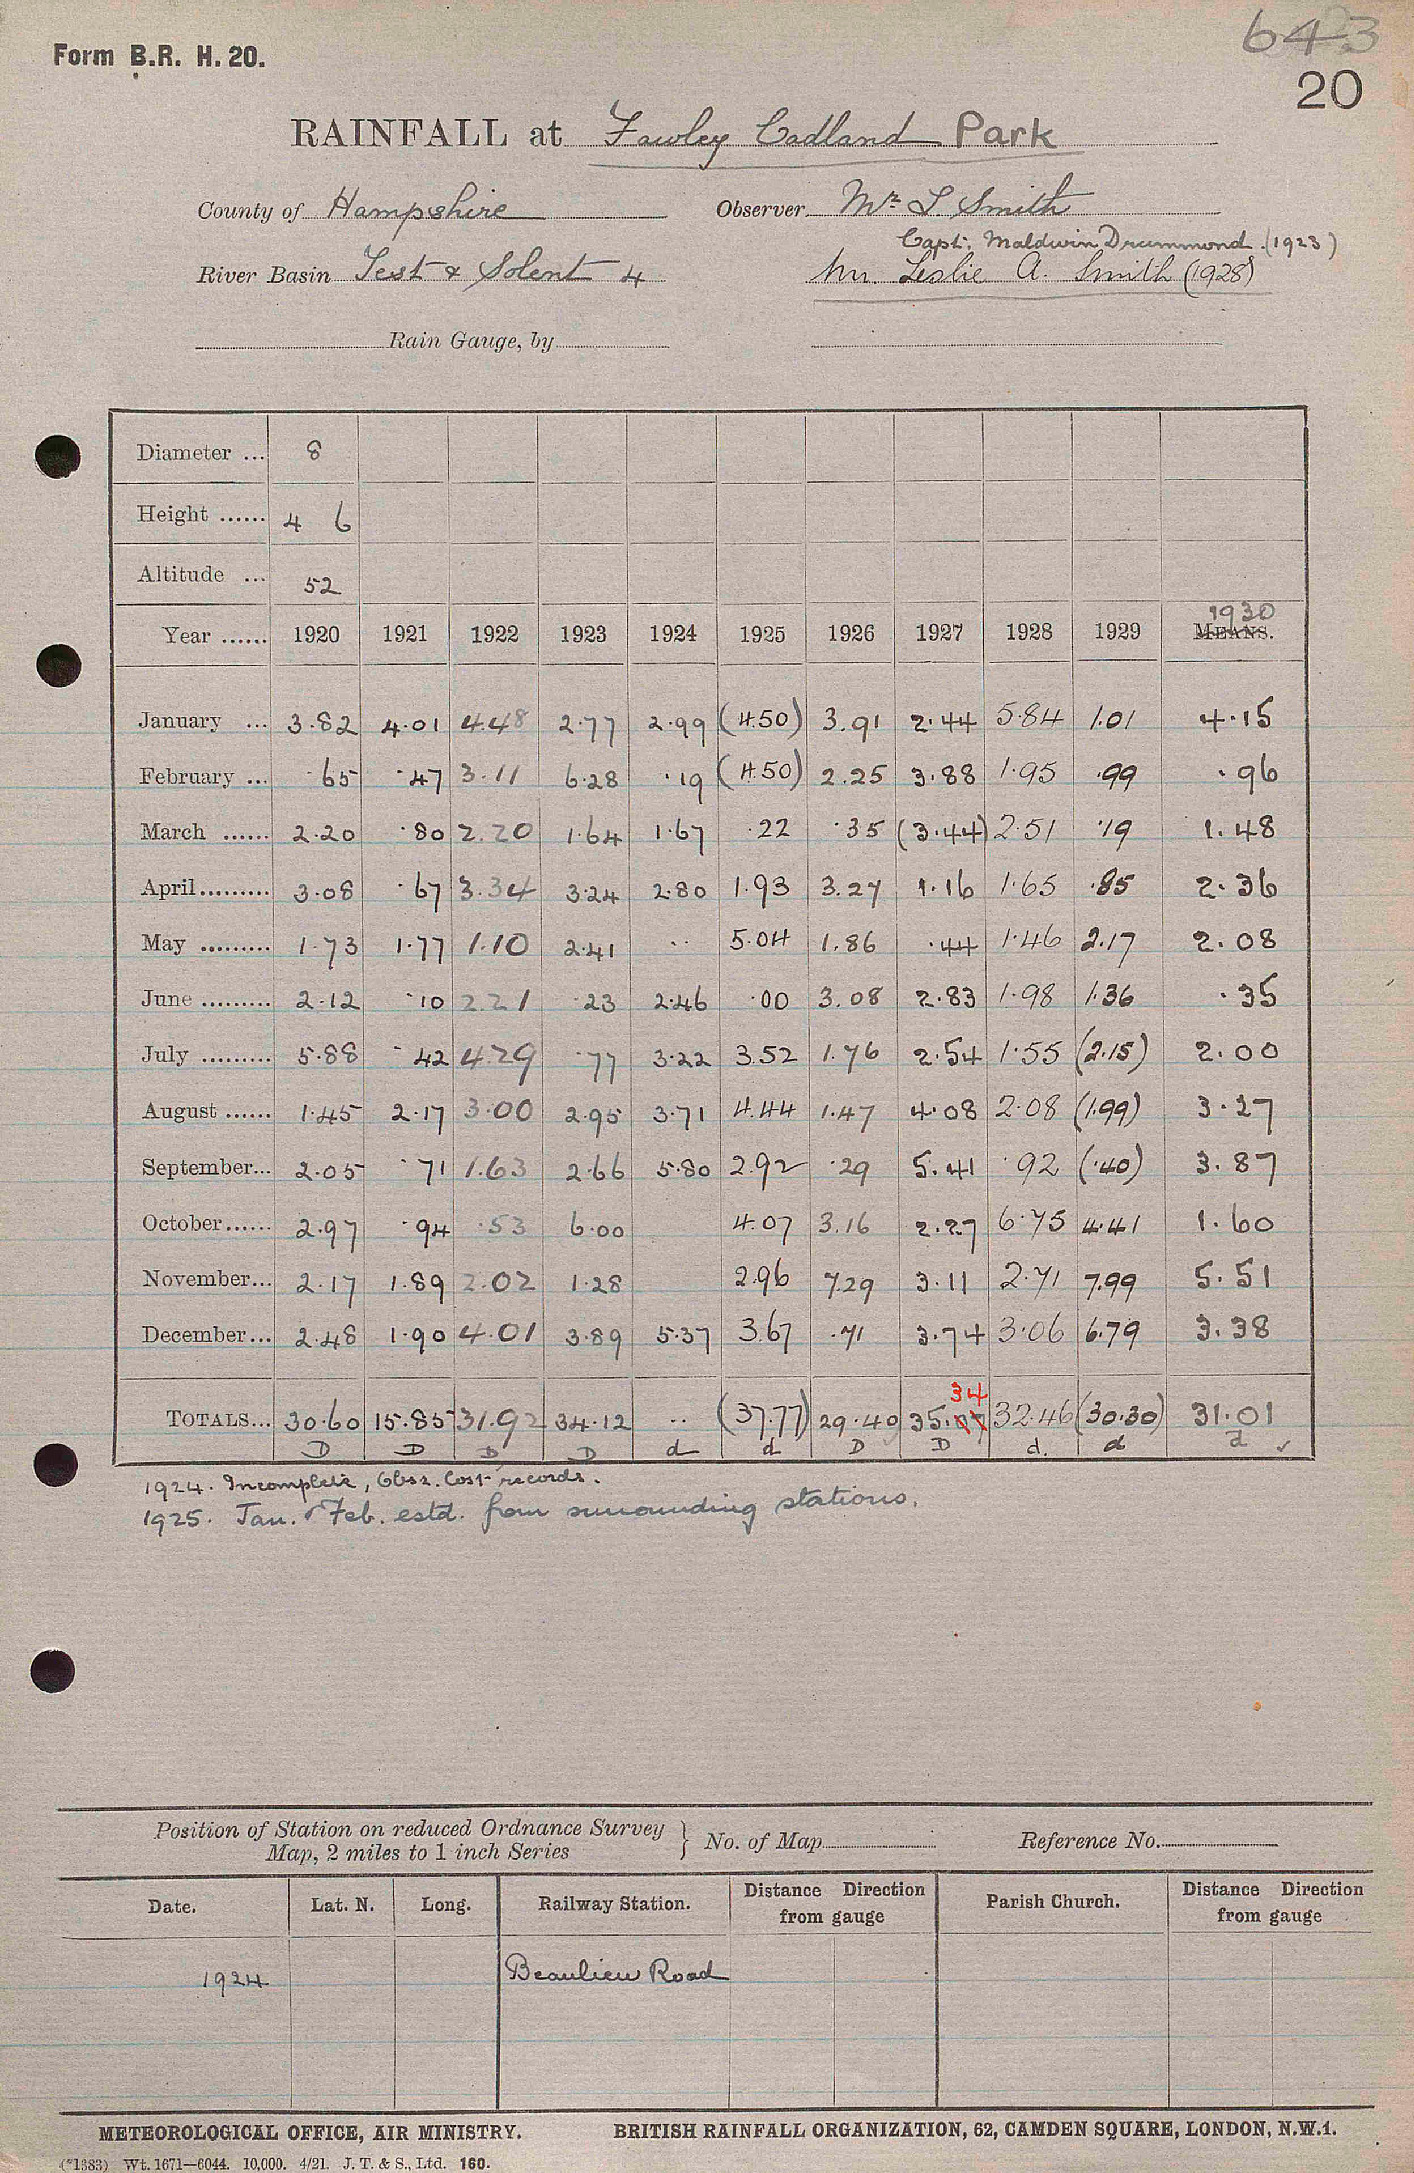 6423
Form B.R. H. 20.
20
RAINFALL at Fawley Cadland Park
County of Hampshire Observer Mr L Smith
Capt. Maldwin Drummond (1923)
River Basin Test & Solent 4 Mr. Leslie A. Smith (1928)
Rain Gauge, by
Diameter ... 8
Height ...... 4 6
Altitude ... 52
1930
Year ...... 1920 1921 1922 1923 1924 1925 1926 1927 1928 1929 MEANS.
January ... 3.82 4.01 4.48 2.77 2.99 (4.50) 3.91 2.44 5.84 1.01 4.15
February ... .65 .47 3.11 6.28 .19 (4.50) 2.25 3.88 1.95 .99 .96
March ...... 2.20 .80 2.20 1.64 1.67 .22 .35 (3.44) 2.51 .19 1.48
April ......... 3.08 .67 3.34 3.24 2.80 1.93 3.27 1.16 1.65 .85 2.36
May ......... 1.73 1.77 1.10 2.41 .. 5.04 1.86 .44 1.46 2.17 2.08
June ......... 2.12 .10 2.21 .23 2.46 .00 3.08 2.83 1.98 1.36 .35
July ......... 5.88 .42 4.29 .77 3.22 3.52 1.76 2.54 1.55 (2.15) 2.00
August ...... 1.45 2.17 3.00 2.95 3.71 4.44 1.47 4.08 2.08 (1.99) 3.27
September... 2.05 .71 1.63 2.66 5.80 2.92 .29 5.41 .92 (.40) 3.87
October...... 2.97 .94 .53 6.00 4.07 3.16 2.27 6.75 4.41 1.60
November... 2.17 1.89 2.02 1.28 2.96 7.29 3.11 2.71 7.99 5.51
December... 2.48 1.90 4.01 3.89 5.37 3.67 .71 3.74 3.06 6.79 3.38
34
TOTALS... 30.60 15.85 31.92 34.12 .. (37.77) 29.40 35.77 32.46 (30.30) 31.01
D D D D d d D D d. d d ✓
1924. Incomplete, Obsr. lost records.
1925. Jan. & Feb. estd. from surrounding stations.
Position of Station on reduced Ordnance Survey
Map, 2 miles to 1 inch Series } No. of Map Reference No.
Date. Lat. N. Long. Railway Station. Distance Direction from gauge Parish Church. Distance Direction from gauge
1924 Beaulieu Road
METEOROLOGICAL OFFICE, AIR MINISTRY. BRITISH RAINFALL ORGANIZATION, 62, CAMDEN SQUARE, LONDON, N.W.1.
(*1383) Wt. 1671—6044. 10,000. 4/21. J. T. & S., Ltd. 160.